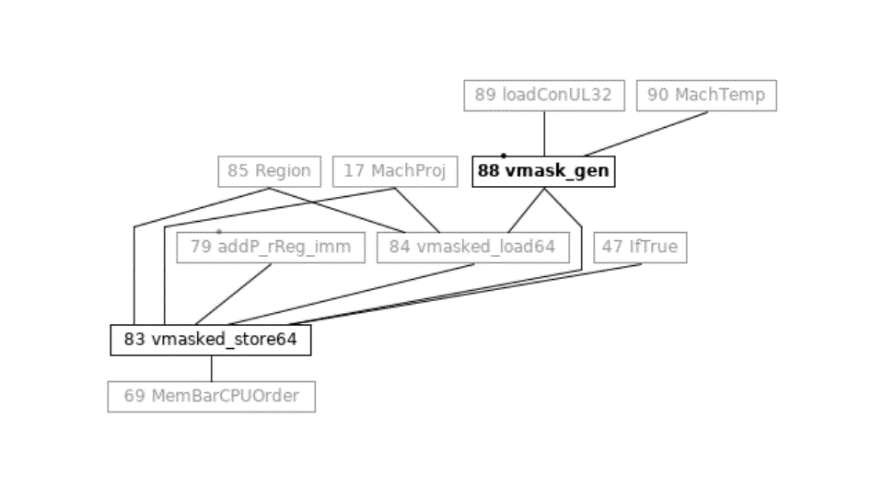 89 loadConUL32
90 MachTemp
85 Region
17 MachProj
88 vmask_gen
79 addP_rReg_imm
84 vmasked_load64
47 IfTrue
83 vmasked_store64
69 MemBarCPUOrder